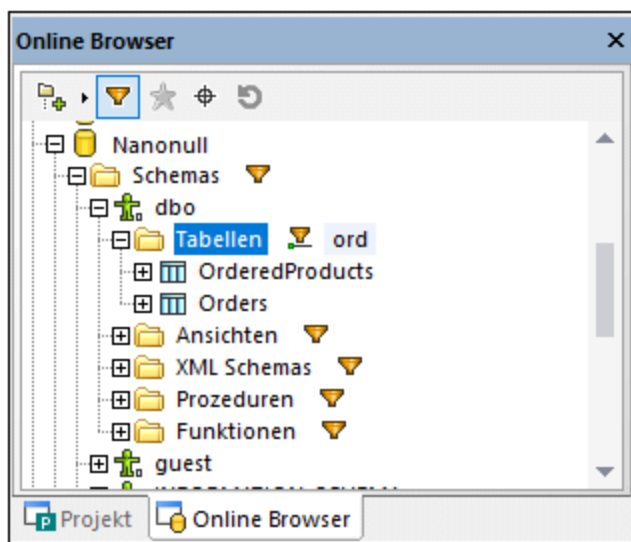 Online Browser
Nanonull
Schemas
dbo
Tabellen ord
OrderedProducts
Orders
Ansichten
XML Schemas
Prozeduren
Funktionen
guest
Projekt Online Browser